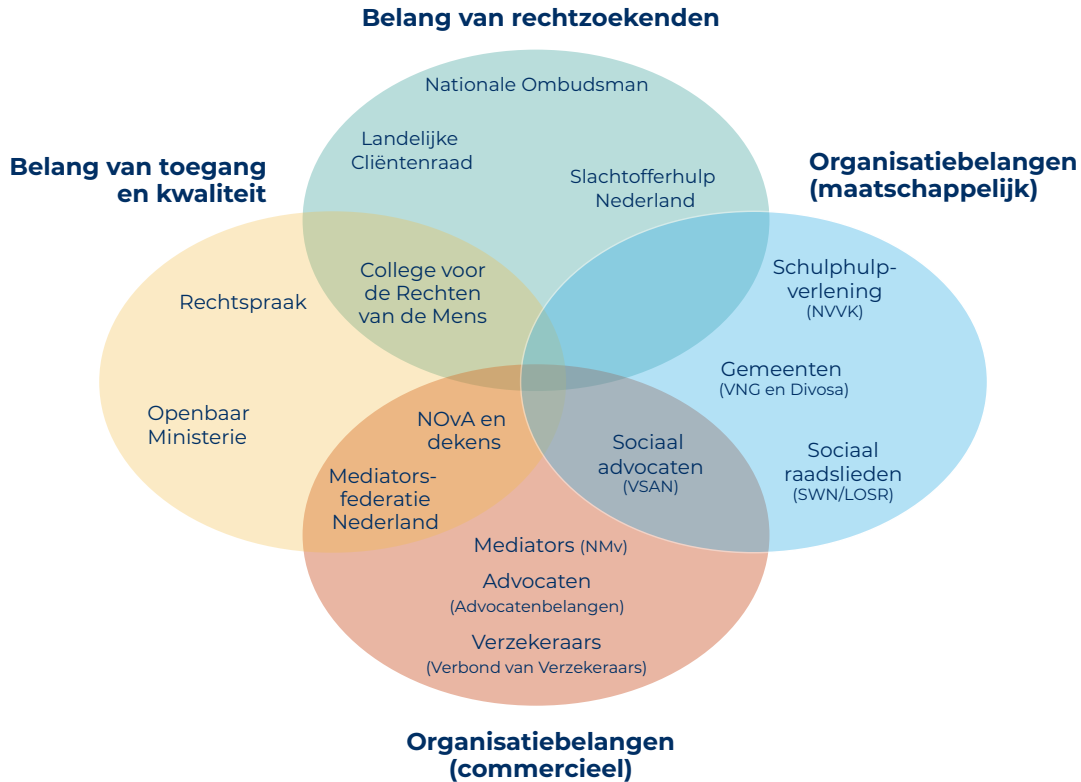 Belang van rechtzoekenden
Nationale Ombudsman
Landelijke
Cliëntenraad
Slachtofferhulp
Nederland
Belang van toegang
en kwaliteit
Organisatiebelangen
(maatschappelijk)
College voor
de Rechten
van de Mens
Rechtspraak
Schulphulp-
verlening
(NVVK)
Gemeenten
(VNG en Divosa)
Openbaar
Ministerie
NOvA en
dekens
Sociaal
advocaten
(VSAN)
Sociaal
raadslieden
(SWN/LOSR)
Mediators-
federatie
Nederland
Mediators (NMv)
Advocaten
(Advocatenbelangen)
Verzekeraars
(Verbond van Verzekeraars)
Organisatiebelangen
(commercieel)